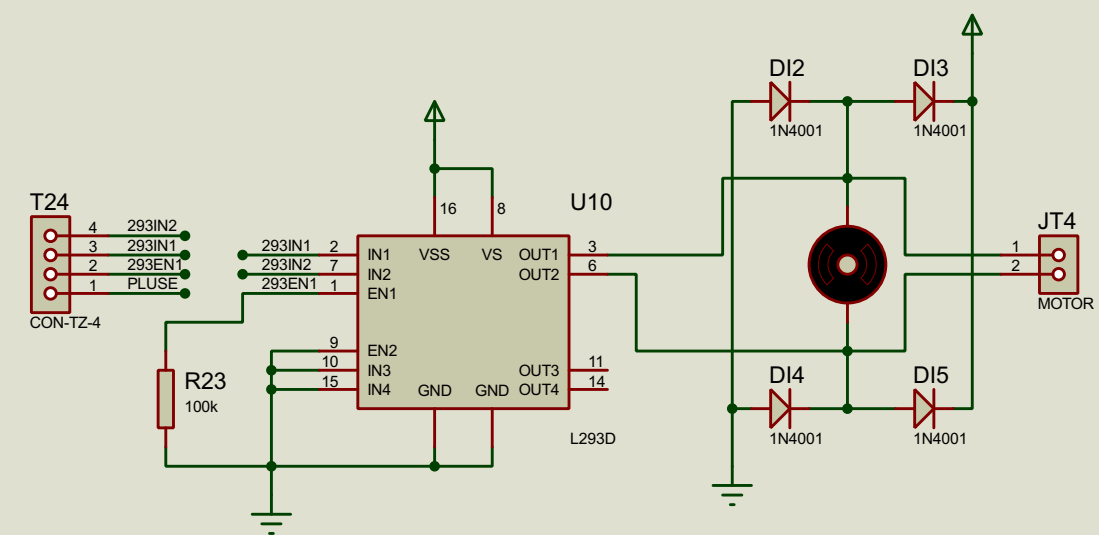 DI2
DI3
1N4001
1N4001
T24
4 293IN2
3 293IN1
2 293EN1
1 PLUSE
CON-TZ-4
16
8
U10
293IN1 2 IN1
293IN2 7 IN2
293EN1 1 EN1
VSS
VS
OUT1 3
OUT2 6
9 EN2
10 IN3
15 IN4
GND
GND
OUT3 11
OUT4 14
L293D
R23
100k
JT4
1
2
MOTOR
DI4
DI5
1N4001
1N4001